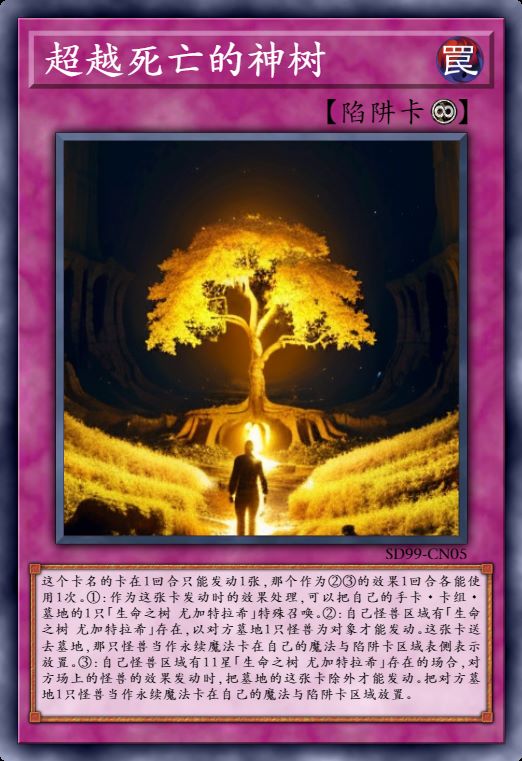 超越死亡的神树
罠
【陷阱卡♾】
SD99-CN05
这个卡名的卡在1回合只能发动1张，那个作为②③的效果1回合各能
使用1次。①：作为这张卡发动时的效果处理，可以把自己的手卡・卡组・
墓地的1只「生命之树 尤加特拉希」特殊召唤。②：自己怪兽区域有「生
命之树 尤加特拉希」存在，以对方墓地1只怪兽为对象才能发动。这张卡送
去墓地，那只怪兽当作永续魔法卡在自己的魔法与陷阱卡区域表侧表示
放置。③：自己怪兽区域有11星「生命之树 尤加特拉希」存在的场合，对
方场上的怪兽的效果发动时，把墓地的这张卡除外才能发动。把对方墓
地1只怪兽当作永续魔法卡在自己的魔法与陷阱卡区域放置。